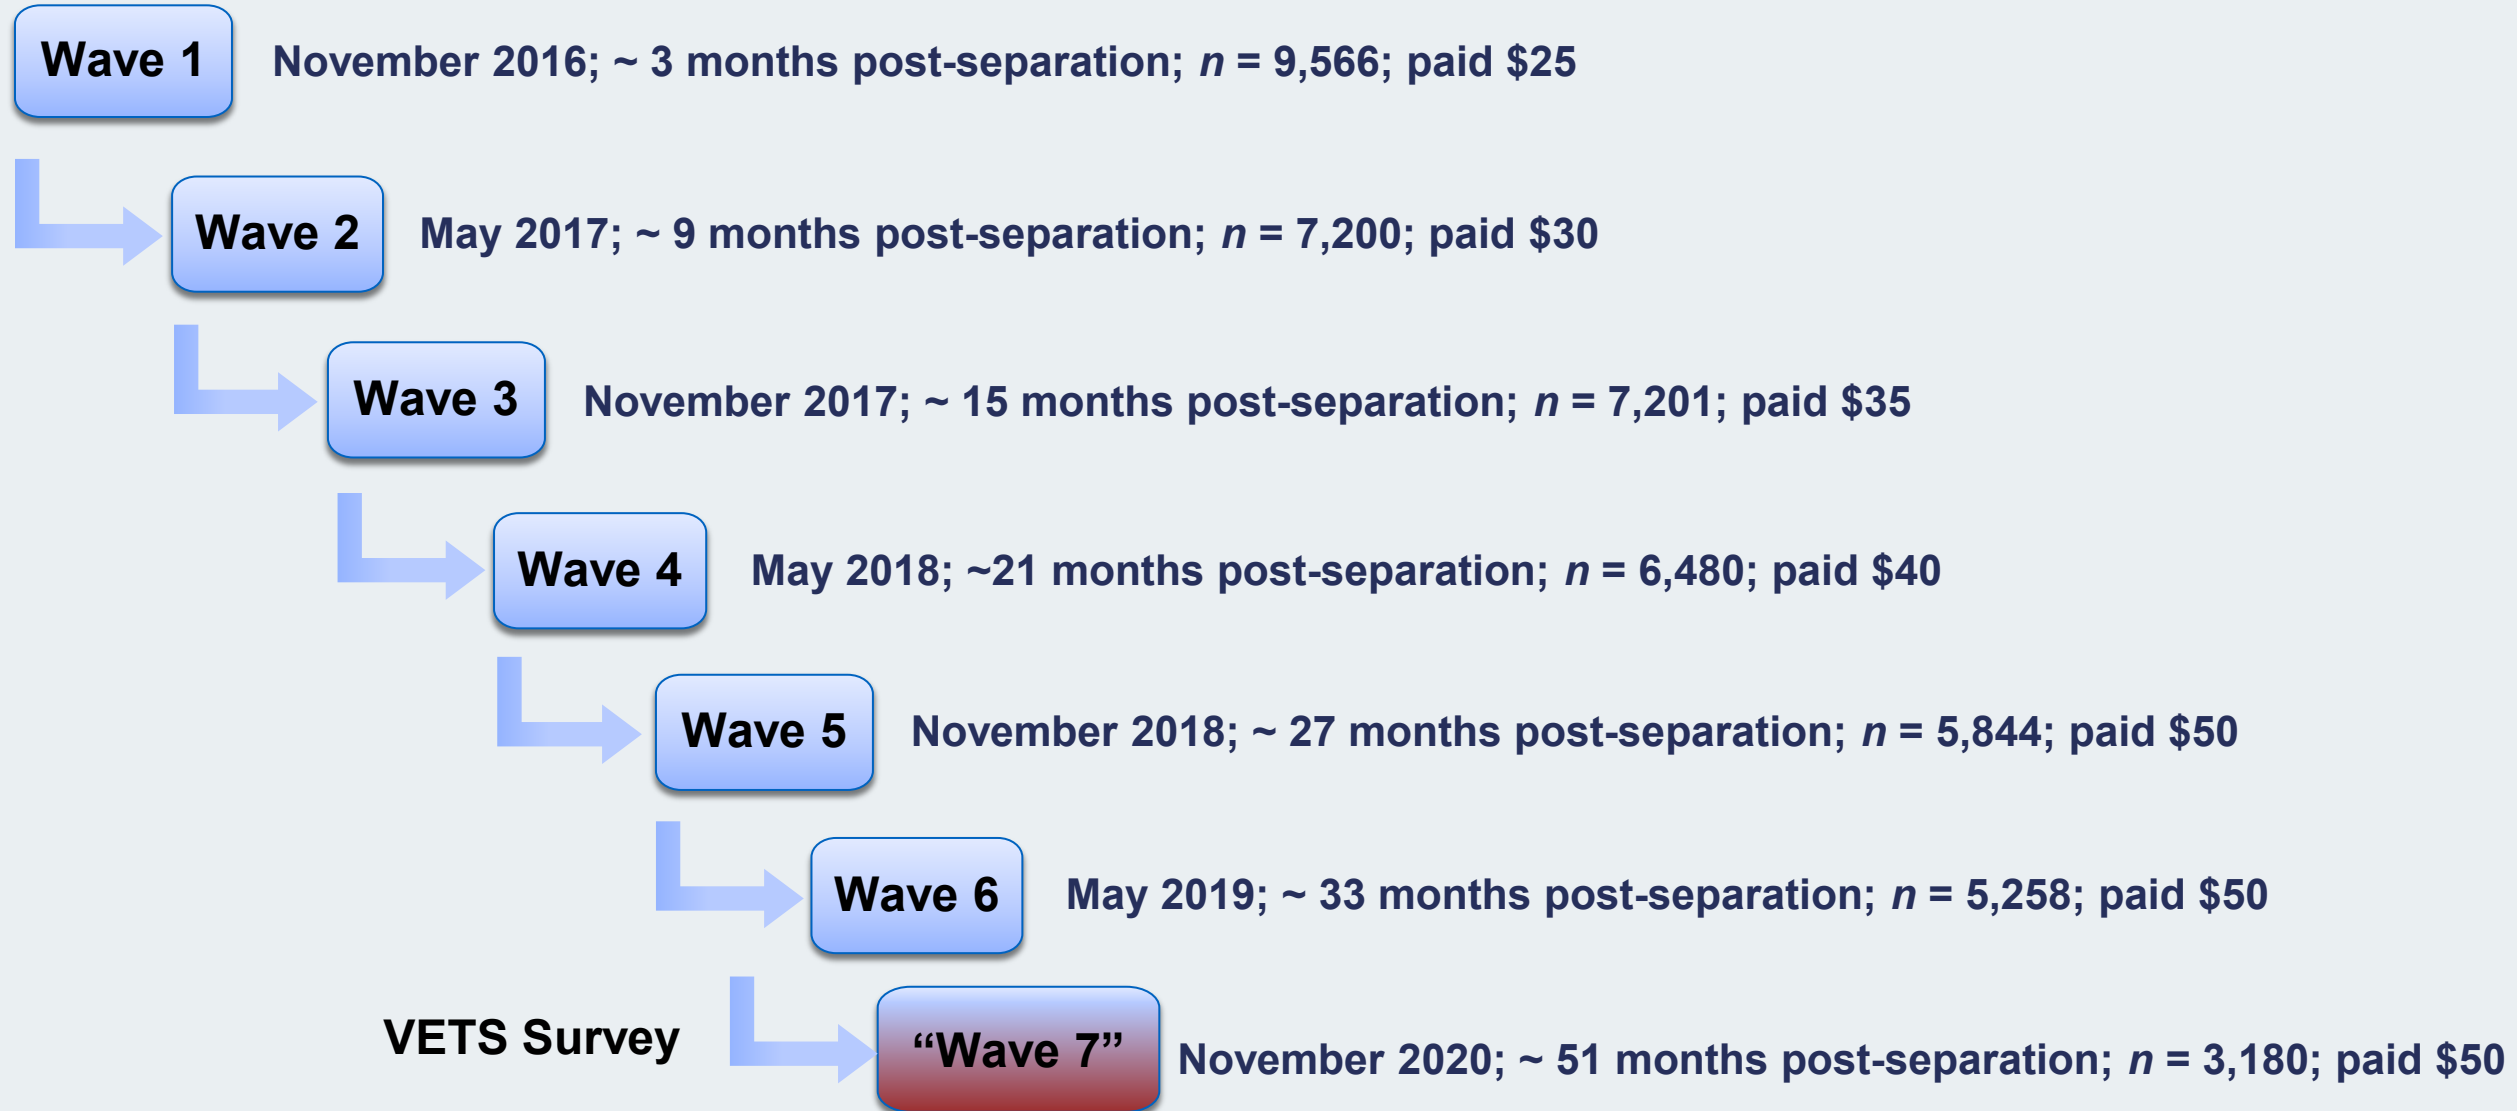 Wave 1
November 2016; ~ 3 months post-separation; n = 9,566; paid $25
Wave 2
May 2017; ~ 9 months post-separation; n = 7,200; paid $30
Wave 3
November 2017; ~ 15 months post-separation; n = 7,201; paid $35
Wave 4
May 2018; ~21 months post-separation; n = 6,480; paid $40
Wave 5
November 2018; ~ 27 months post-separation; n = 5,844; paid $50
Wave 6
May 2019; ~ 33 months post-separation; n = 5,258; paid $50
VETS Survey
“Wave 7”
November 2020; ~ 51 months post-separation; n = 3,180; paid $50